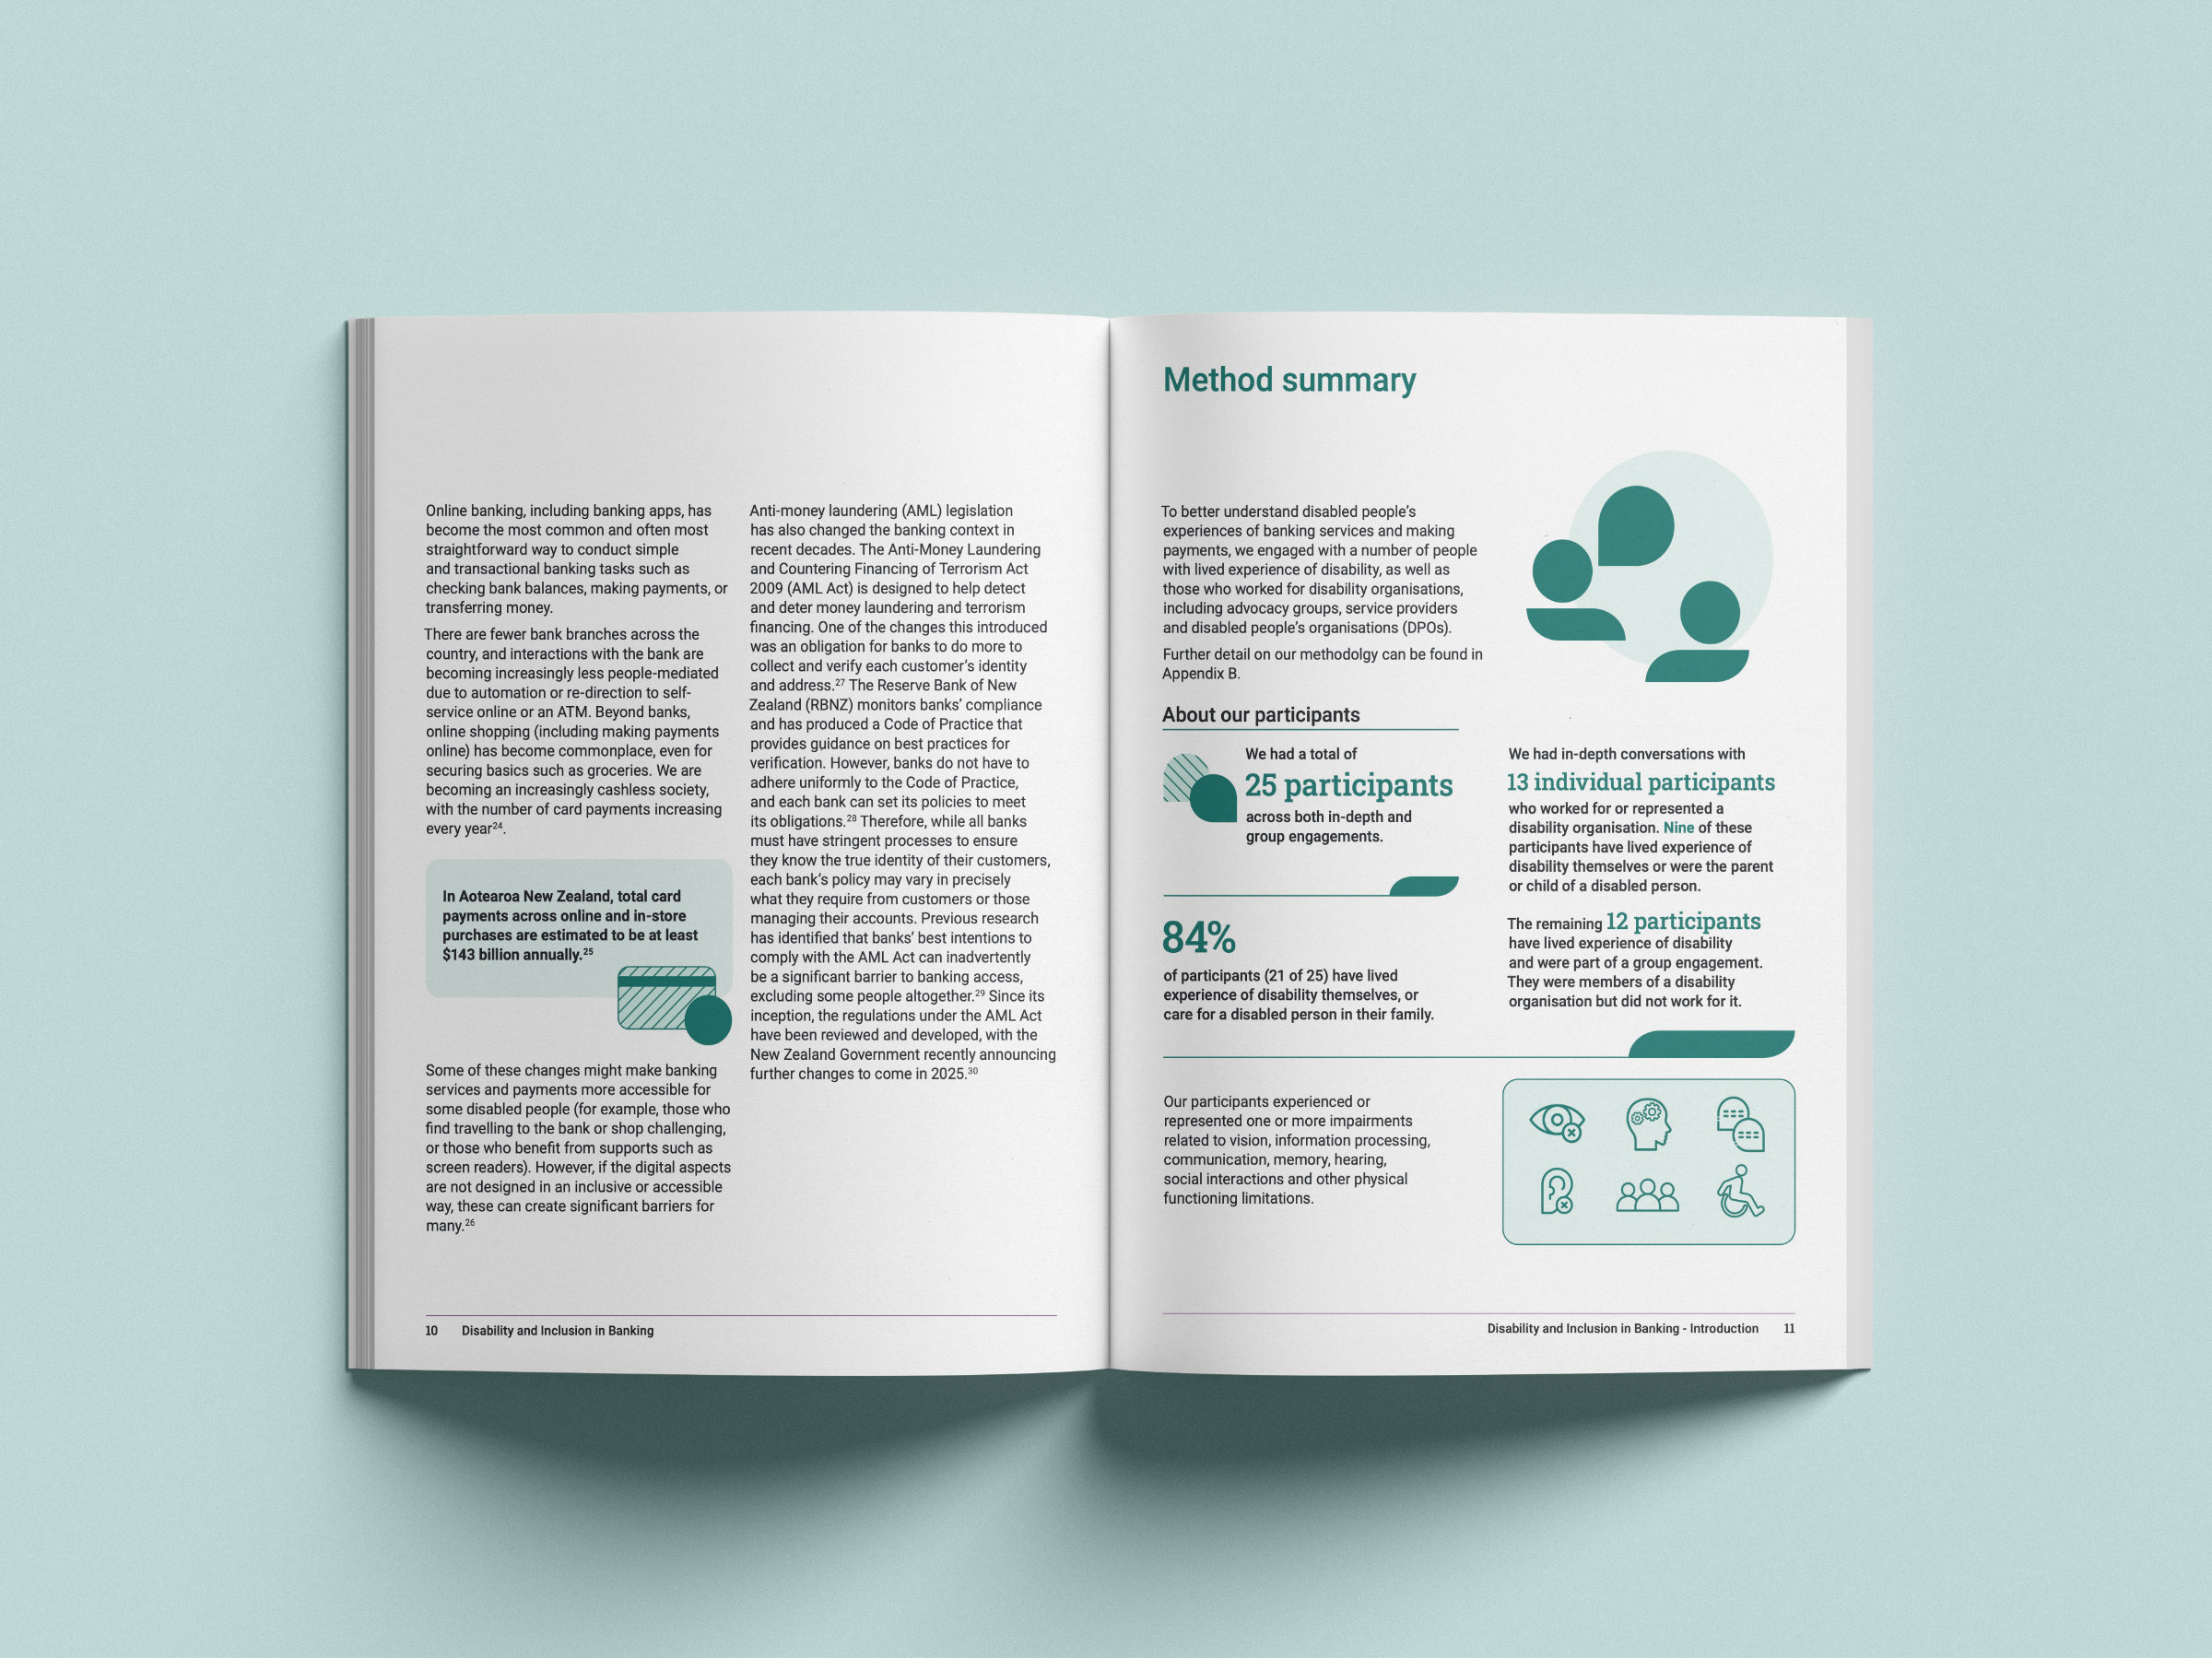 Online banking, including banking apps, has
become the most common and often most
straightforward way to conduct simple
and transactional banking tasks such as
checking bank balances, making payments, or
transferring money.
There are fewer bank branches across the
country, and interactions with the bank are
becoming increasingly less people-mediated
due to automation or re-direction to self-
service online or an ATM. Beyond banks,
online shopping (including making payments
online) has become commonplace, even for
securing basics such as groceries. We are
becoming an increasingly cashless society,
with the number of card payments increasing
every year24.
In Aotearoa New Zealand, total card
payments across online and in-store
purchases are estimated to be at least
$143 billion annually.25
Some of these changes might make banking
services and payments more accessible for
some disabled people (for example, those who
find travelling to the bank or shop challenging,
or those who benefit from supports such as
screen readers). However, if the digital aspects
are not designed in an inclusive or accessible
way, these can create significant barriers for
many.26
Anti-money laundering (AML) legislation
has also changed the banking context in
recent decades. The Anti-Money Laundering
and Countering Financing of Terrorism Act
2009 (AML Act) is designed to help detect
and deter money laundering and terrorism
financing. One of the changes this introduced
was an obligation for banks to do more to
collect and verify each customer's identity
and address.27 The Reserve Bank of New
Zealand (RBNZ) monitors banks' compliance
and has produced a Code of Practice that
provides guidance on best practices for
verification. However, banks do not have to
adhere uniformly to the Code of Practice,
and each bank can set its policies to meet
its obligations.28 Therefore, while all banks
must have stringent processes to ensure
they know the true identity of their customers,
each bank's policy may vary in precisely
what they require from customers or those
managing their accounts. Previous research
has identified that banks' best intentions to
comply with the AML Act can inadvertently
be a significant barrier to banking access,
excluding some people altogether.29 Since its
inception, the regulations under the AML Act
have been reviewed and developed, with the
New Zealand Government recently announcing
further changes to come in 2025.30
10 Disability and Inclusion in Banking
Method summary
To better understand disabled people's
experiences of banking services and making
payments, we engaged with a number of people
with lived experience of disability, as well as
those who worked for disability organisations,
including advocacy groups, service providers
and disabled people's organisations (DPOs).
Further detail on our methodolgy can be found in
Appendix B.
About our participants
We had a total of
25 participants
across both in-depth and
group engagements.
84%
of participants (21 of 25) have lived
experience of disability themselves, or
care for a disabled person in their family.
We had in-depth conversations with
13 individual participants
who worked for or represented a
disability organisation. Nine of these
participants have lived experience of
disability themselves or were the parent
or child of a disabled person.
The remaining 12 participants
have lived experience of disability
and were part of a group engagement.
They were members of a disability
organisation but did not work for it.
Our participants experienced or
represented one or more impairments
related to vision, information processing,
communication, memory, hearing,
social interactions and other physical
functioning limitations.
Disability and Inclusion in Banking - Introduction 11